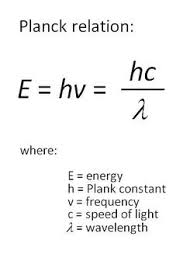 Planck relation:
E = hν = hc / λ
where:
E = energy
h = Plank constant
ν = frequency
c = speed of light
λ = wavelength